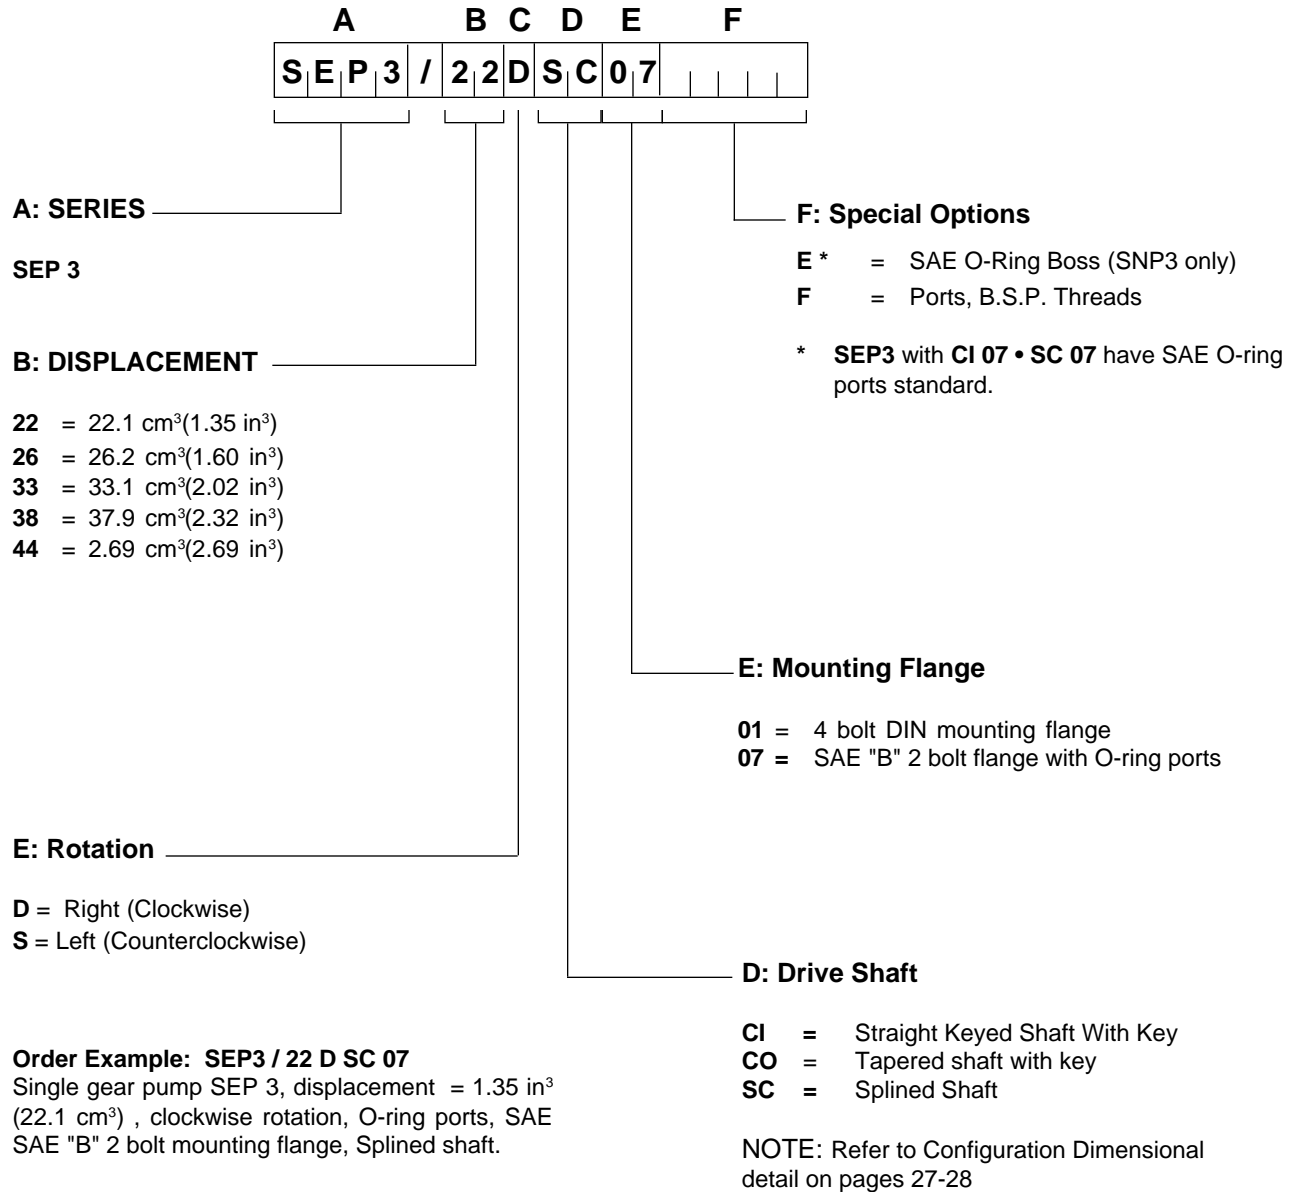 A B C D E F
SEP3 / 22 D SC 07
A: SERIES
SEP 3
B: DISPLACEMENT
22 = 22.1 cm³(1.35 in³)
26 = 26.2 cm³(1.60 in³)
33 = 33.1 cm³(2.02 in³)
38 = 37.9 cm³(2.32 in³)
44 = 2.69 cm³(2.69 in³)
F: Special Options
E * = SAE O-Ring Boss (SNP3 only)
F = Ports, B.S.P. Threads
* SEP3 with CI 07 • SC 07 have SAE O-ring
ports standard.
E: Mounting Flange
01 = 4 bolt DIN mounting flange
07 = SAE "B" 2 bolt flange with O-ring ports
E: Rotation
D = Right (Clockwise)
S = Left (Counterclockwise)
D: Drive Shaft
CI = Straight Keyed Shaft With Key
CO = Tapered shaft with key
SC = Splined Shaft
NOTE: Refer to Configuration Dimensional
detail on pages 27-28
Order Example: SEP3 / 22 D SC 07
Single gear pump SEP 3, displacement = 1.35 in³
(22.1 cm³) , clockwise rotation, O-ring ports, SAE
SAE "B" 2 bolt mounting flange, Splined shaft.